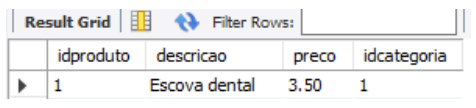 Result Grid Filter Rows:
idproduto descricao preco idcategoria
1 Escova dental 3.50 1